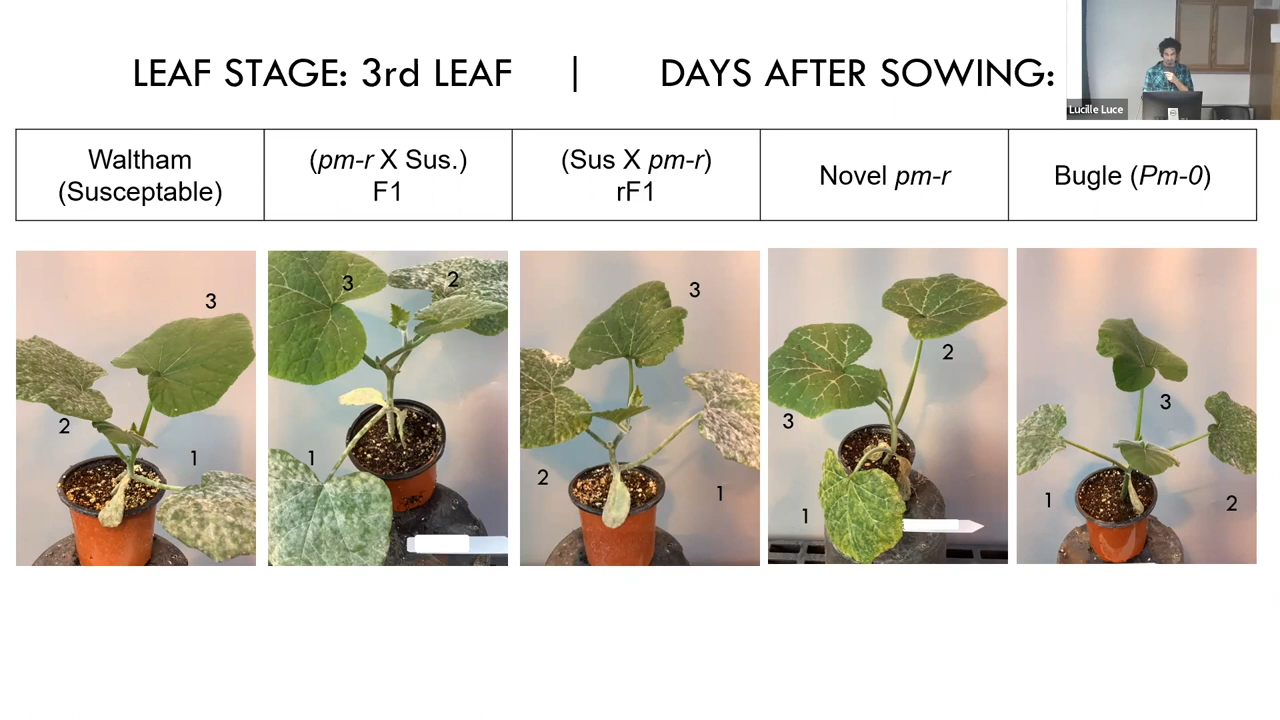 LEAF STAGE: 3rd LEAF | DAYS AFTER SOWING:
Lucille Luce
Waltham
(Susceptable)
(pm-r X Sus.)
F1
(Sus X pm-r)
rF1
Novel pm-r
Bugle (Pm-0)
3
2
1
3
2
1
3
2
1
2
3
1
3
1
2